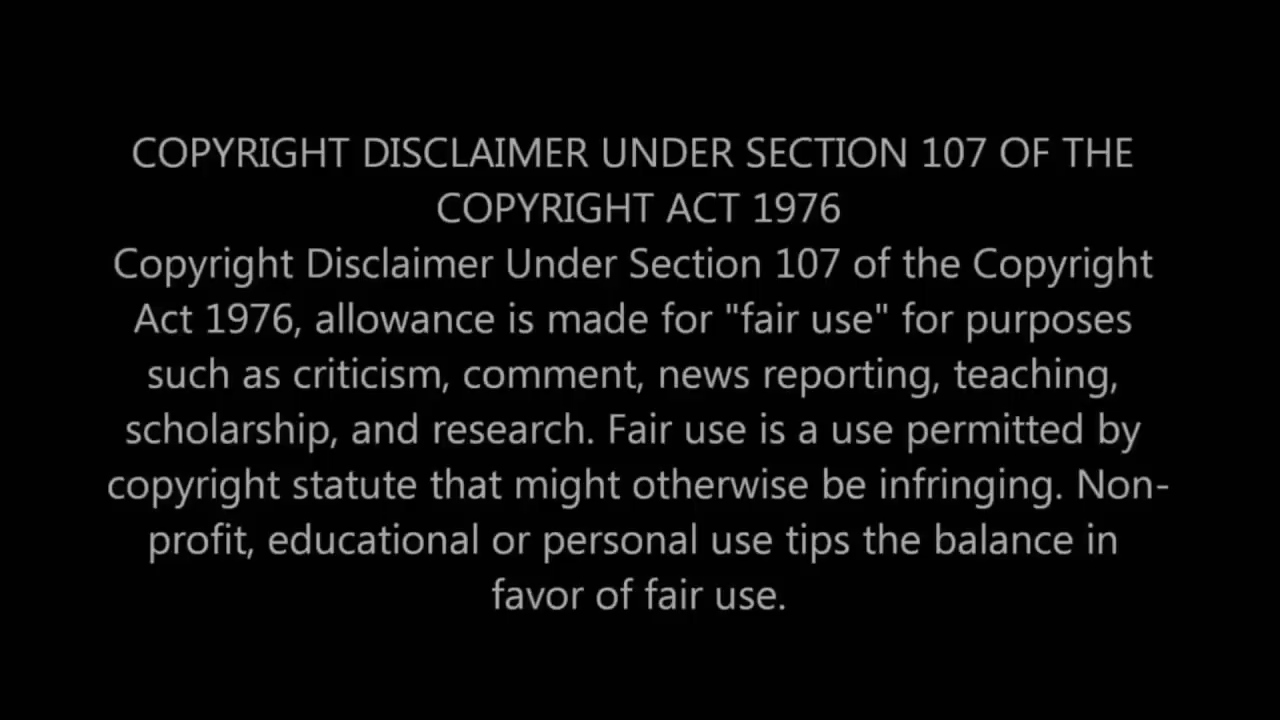 COPYRIGHT DISCLAIMER UNDER SECTION 107 OF THE
COPYRIGHT ACT 1976
Copyright Disclaimer Under Section 107 of the Copyright
Act 1976, allowance is made for "fair use" for purposes
such as criticism, comment, news reporting, teaching,
scholarship, and research. Fair use is a use permitted by
copyright statute that might otherwise be infringing. Non-
profit, educational or personal use tips the balance in
favor of fair use.